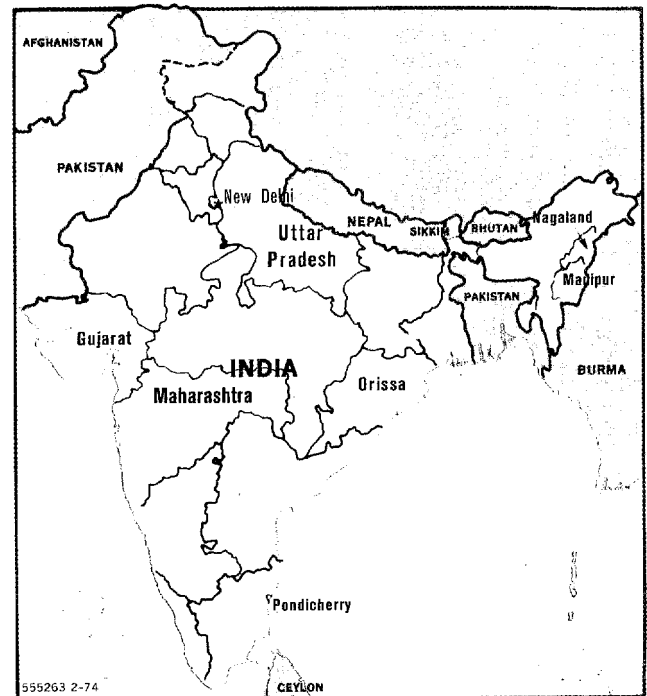 AFGHANISTAN
PAKISTAN
New Delhi
NEPAL
SIKKIM
BHUTAN
Nagaland
Uttar
Pradesh
PAKISTAN
Manipur
Gujarat
INDIA
BURMA
Maharashtra
Orissa
Pondicherry
555263 2-74
CEYLON